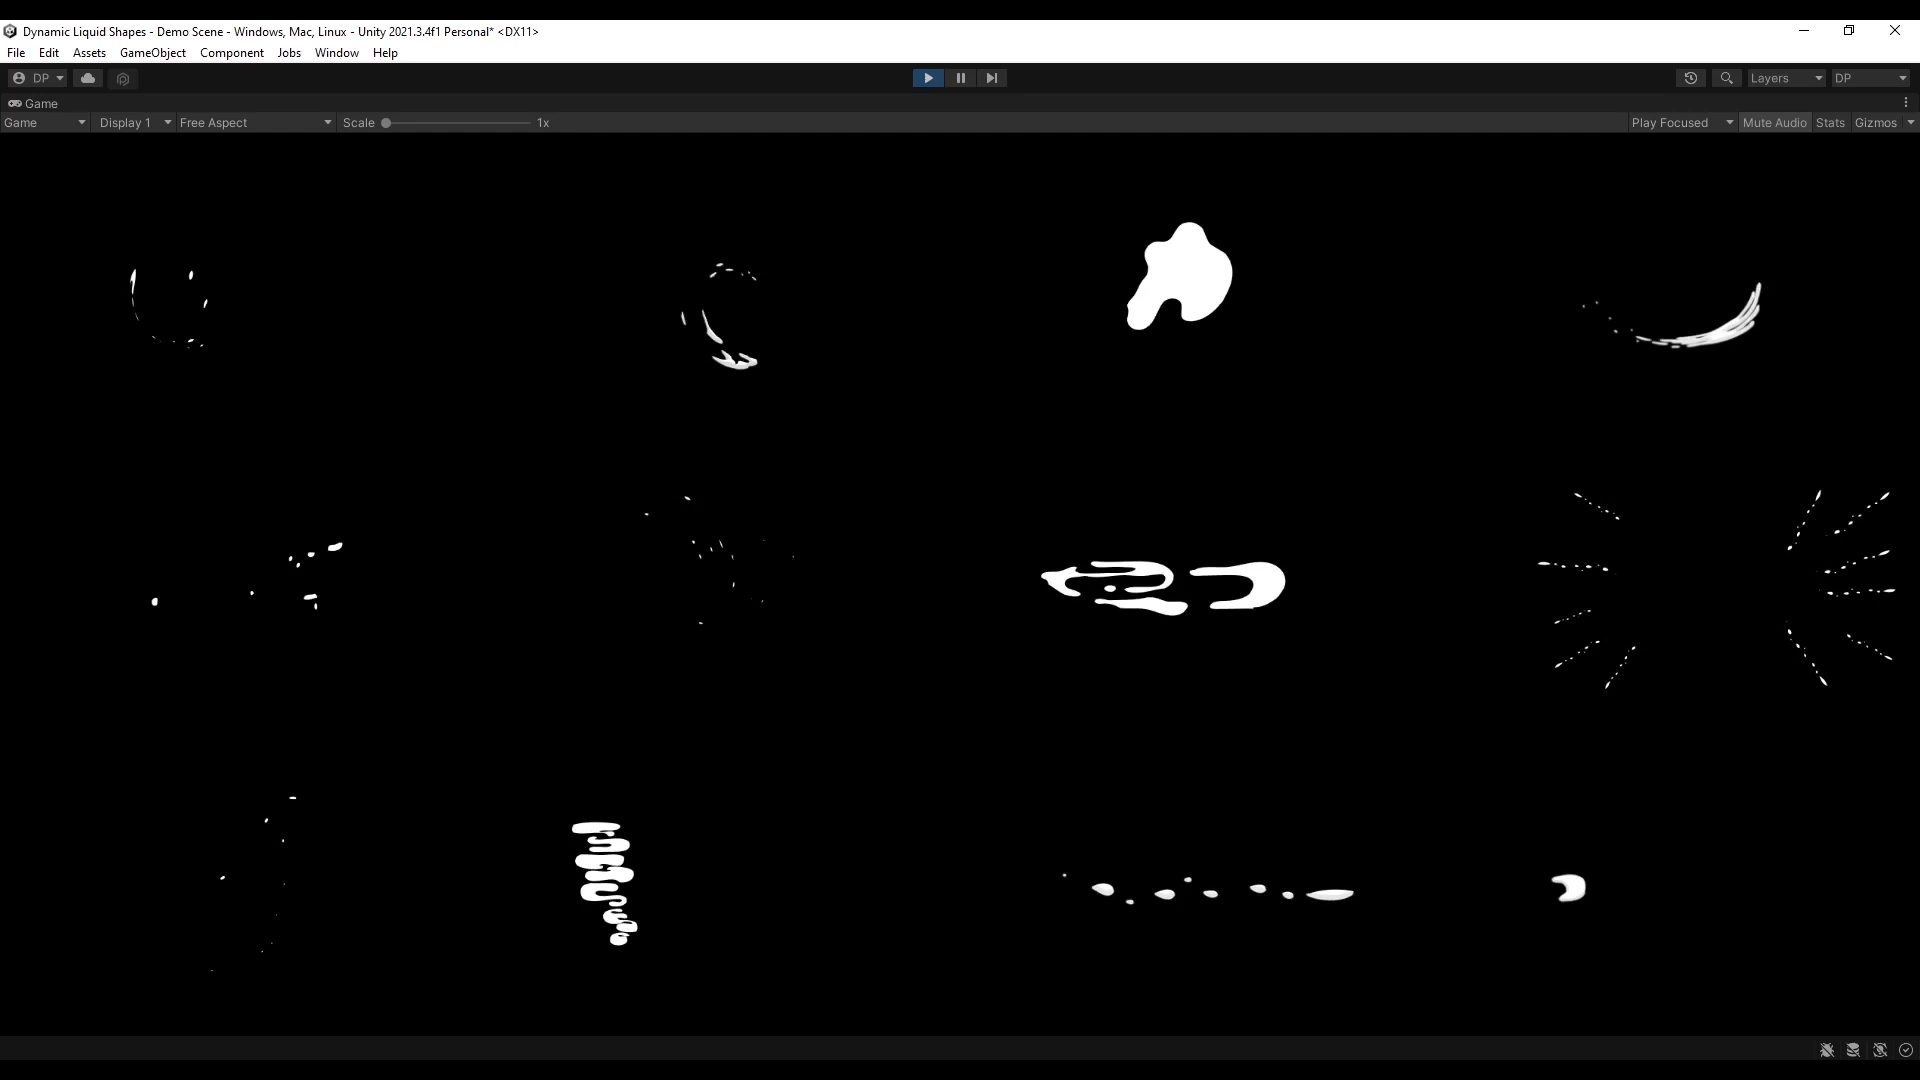 Dynamic Liquid Shapes - Demo Scene - Windows, Mac, Linux - Unity 2021.3.4f1 Personal* <DX11>
File Edit Assets GameObject Component Jobs Window Help
DP Layers DP
Game
Game Display 1 Free Aspect Scale 1x Play Focused Mute Audio Stats Gizmos